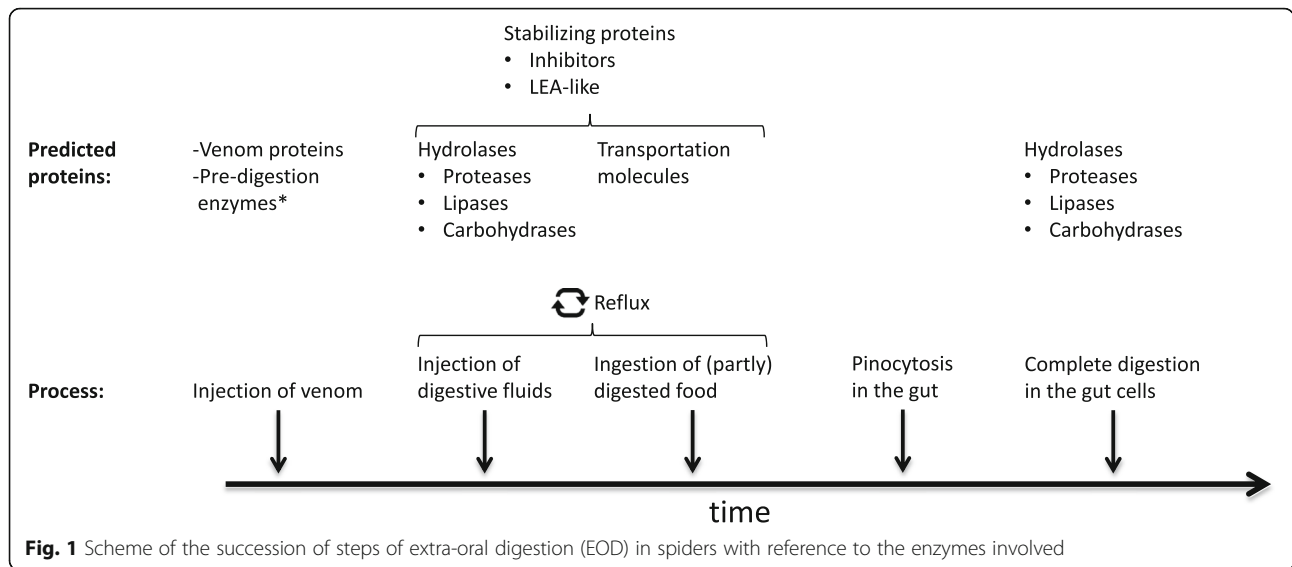 Stabilizing proteins
• Inhibitors
• LEA-like
Predicted proteins:
-Venom proteins
-Pre-digestion
enzymes*
Hydrolases
• Proteases
• Lipases
• Carbohydrases
Transportation
molecules
Hydrolases
• Proteases
• Lipases
• Carbohydrases
Reflux
Process:
Injection of venom
Injection of
digestive fluids
Ingestion of (partly)
digested food
Pinocytosis
in the gut
Complete digestion
in the gut cells
time
Fig. 1 Scheme of the succession of steps of extra-oral digestion (EOD) in spiders with reference to the enzymes involved